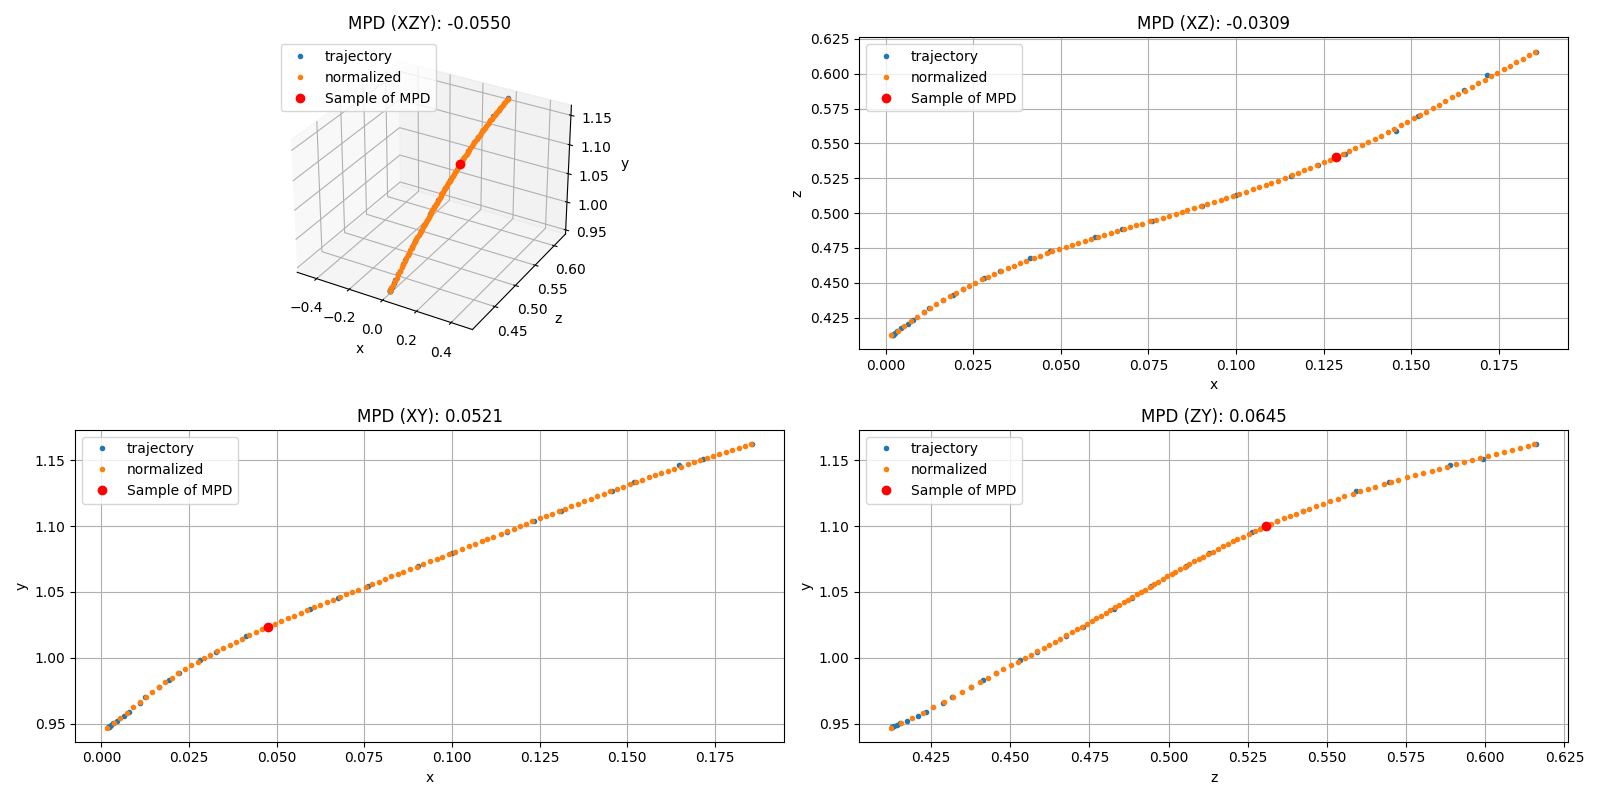 MPD (XZY): -0.0550
trajectory
normalized
Sample of MPD
1.15
1.10
1.05
1.00
0.95
y
0.60
0.55
0.50
0.45
z
−0.4
−0.2
0.0
0.2
0.4
x
MPD (XZ): -0.0309
trajectory
normalized
Sample of MPD
0.625
0.600
0.575
0.550
0.525
0.500
0.475
0.450
0.425
z
0.000 0.025 0.050 0.075 0.100 0.125 0.150 0.175
x
MPD (XY): 0.0521
trajectory
normalized
Sample of MPD
1.15
1.10
1.05
1.00
0.95
y
0.000 0.025 0.050 0.075 0.100 0.125 0.150 0.175
x
MPD (ZY): 0.0645
trajectory
normalized
Sample of MPD
1.15
1.10
1.05
1.00
0.95
y
0.425 0.450 0.475 0.500 0.525 0.550 0.575 0.600 0.625
z